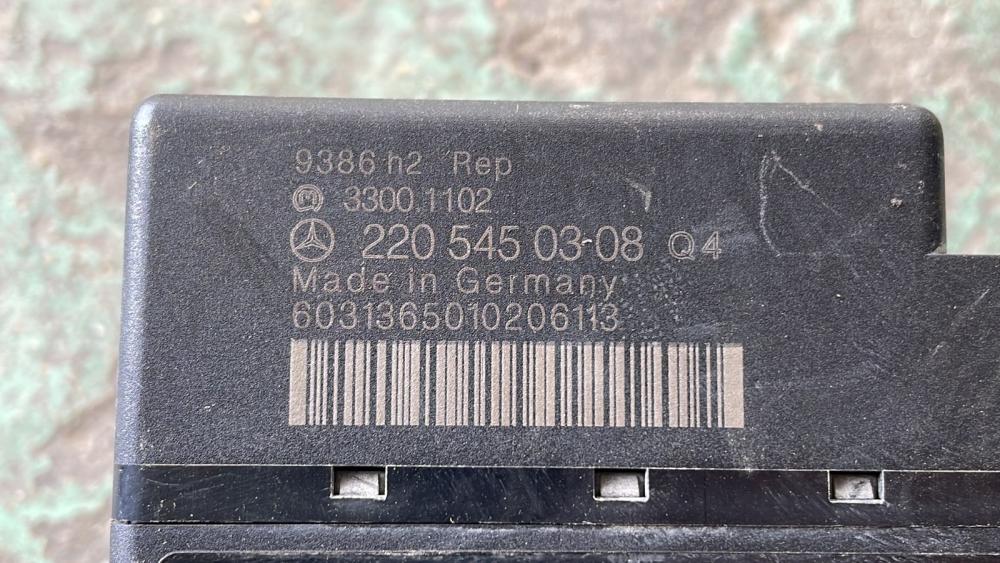 9386 h2 Rep
M 3300.1102
220 545 03 08 Q4
Made in Germany
6031365010206113